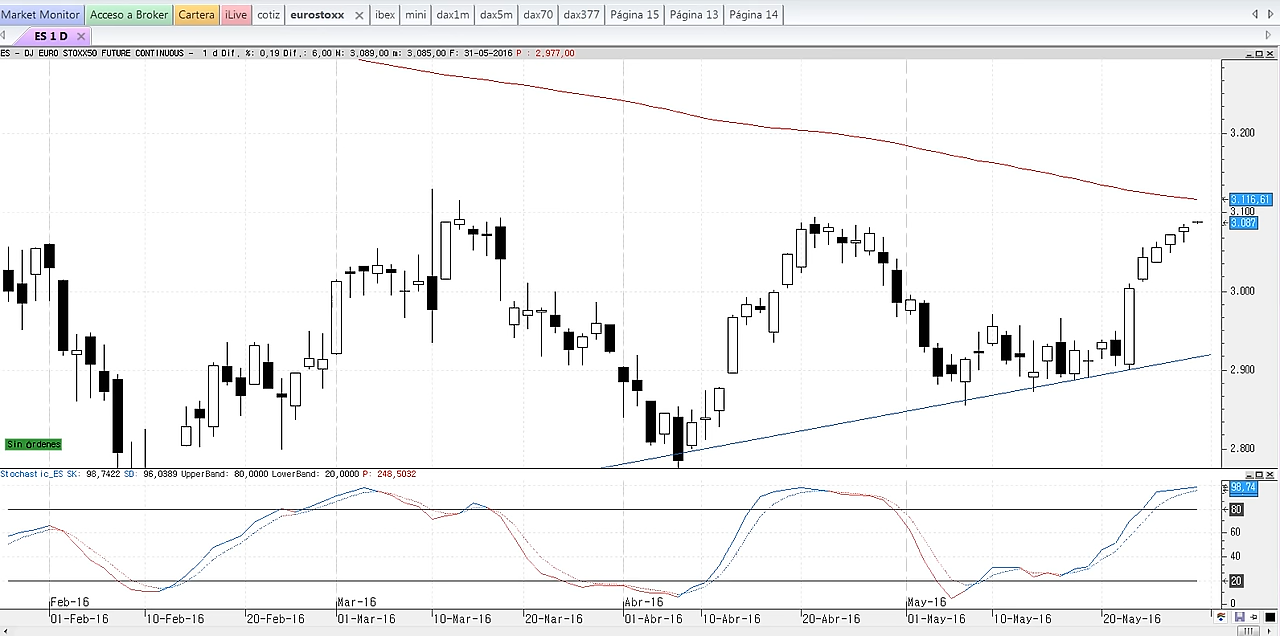 Market Monitor Acceso a Broker Cartera iLive cotiz eurostoxx ibex mini dax1m dax5m dax70 dax377 Página 15 Página 13 Página 14
ES 1 D
ES - DJ EURO STOXX50 FUTURE CONTINUOUS - 1 d Dif. %: 0,19 Dif.: 6,00 M: 3.089,00 m: 3.085,00 F: 31-05-2016 P : 2.977,00
3.200
3.116,61
3.100
3.087
3.000
2.900
2.800
Sin órdenes
Stochastic_ES SK: 98,7422 SD: 96,0389 UpperBand: 80,0000 LowerBand: 20,0000 P: 248,5032
98,74
80
60
40
20
0
Feb-16 Mar-16 Abr-16 May-16
01-Feb-16 10-Feb-16 20-Feb-16 01-Mar-16 10-Mar-16 20-Mar-16 01-Abr-16 10-Abr-16 20-Abr-16 01-May-16 10-May-16 20-May-16